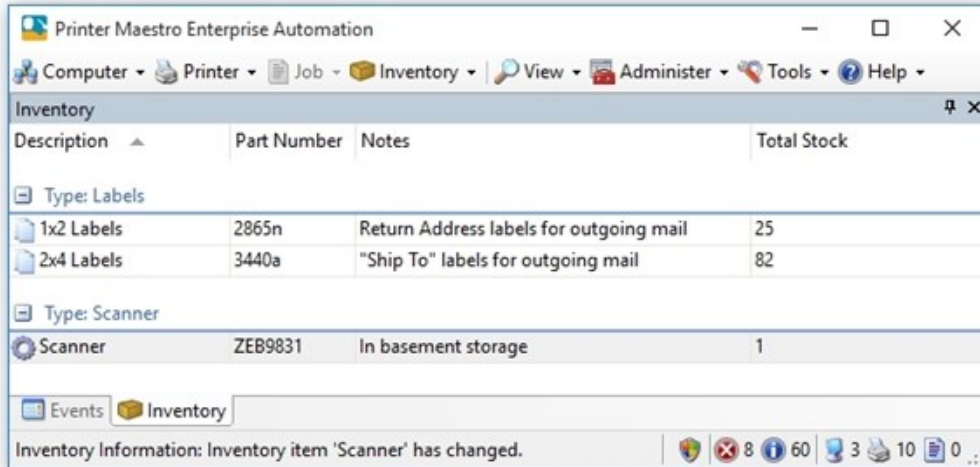 Printer Maestro Enterprise Automation
Computer Printer Job Inventory View Administer Tools Help
Inventory
Description Part Number Notes Total Stock
Type: Labels
1x2 Labels 2865n Return Address labels for outgoing mail 25
2x4 Labels 3440a "Ship To" labels for outgoing mail 82
Type: Scanner
Scanner ZEB9831 In basement storage 1
Events Inventory
Inventory Information: Inventory item 'Scanner' has changed. 8 60 3 10 0